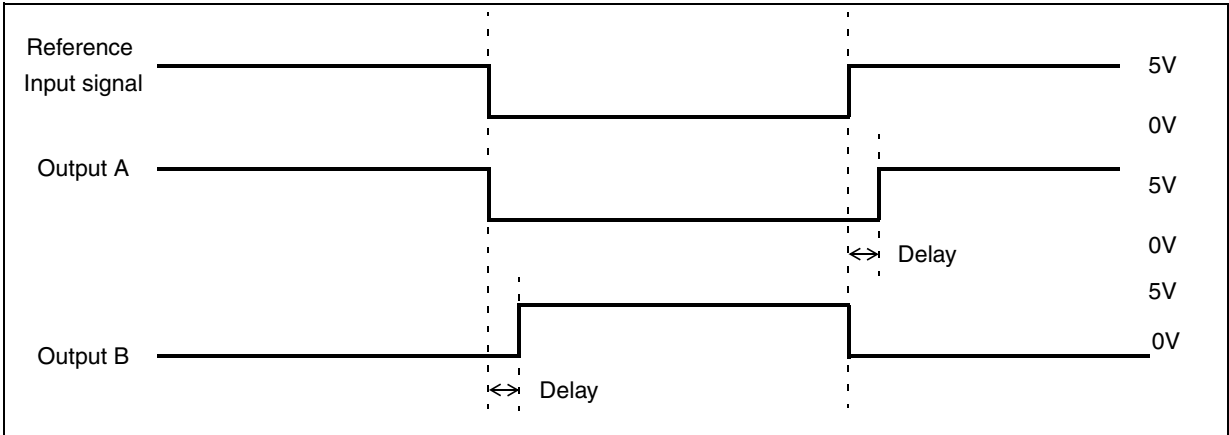 Reference
Input signal
5V
0V
Output A
5V
0V
Delay
5V
Output B
0V
Delay